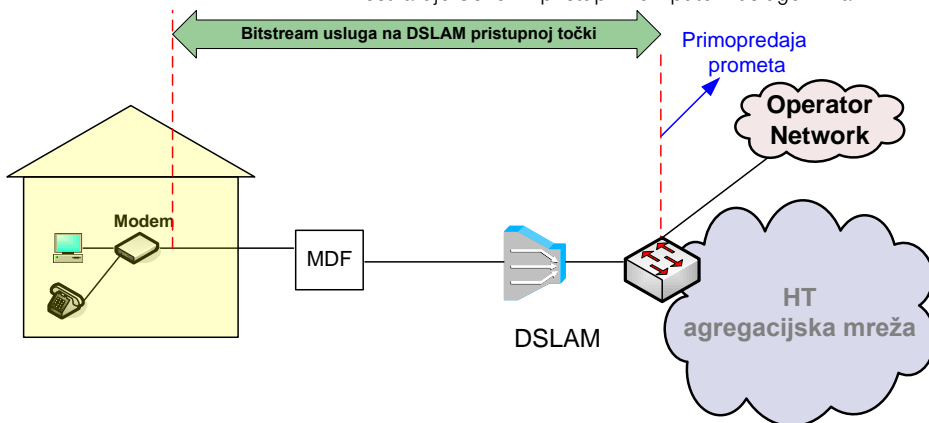 Bitstream usluga na DSLAM pristupnoj točki
Primopredaja
prometa
Operator
Network
Modem
MDF
DSLAM
HT
agregacijska mreža